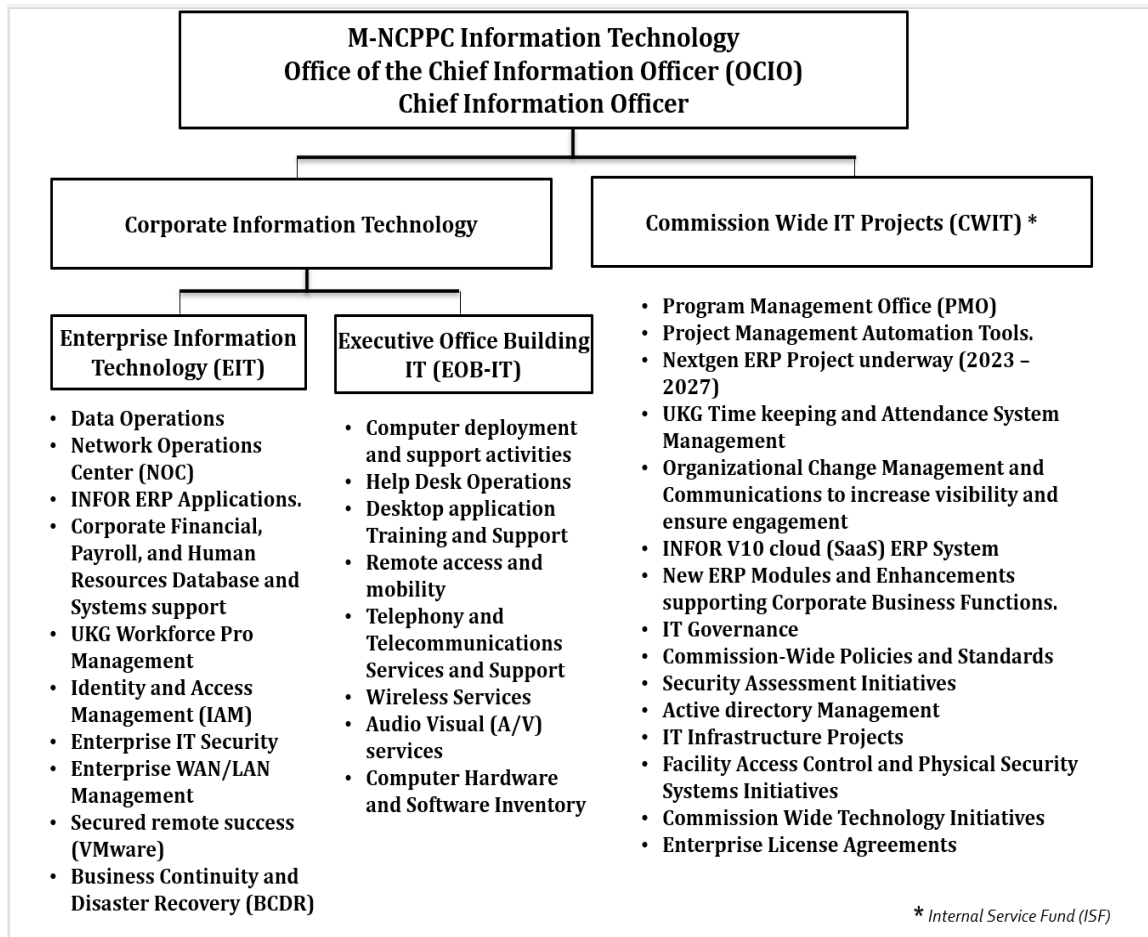 M-NCPPC Information Technology
Office of the Chief Information Officer (OCIO)
Chief Information Officer
Corporate Information Technology
Commission Wide IT Projects (CWIT) *
Enterprise Information
Technology (EIT)
• Data Operations
• Network Operations
Center (NOC)
• INFOR ERP Applications.
• Corporate Financial,
Payroll, and Human
Resources Database and
Systems support
• UKG Workforce Pro
Management
• Identity and Access
Management (IAM)
• Enterprise IT Security
• Enterprise WAN/LAN
Management
• Secured remote success
(VMware)
• Business Continuity and
Disaster Recovery (BCDR)
Executive Office Building
IT (EOB-IT)
• Computer deployment
and support activities
• Help Desk Operations
• Desktop application
Training and Support
• Remote access and
mobility
• Telephony and
Telecommunications
Services and Support
• Wireless Services
• Audio Visual (A/V)
services
• Computer Hardware
and Software Inventory
• Program Management Office (PMO)
• Project Management Automation Tools.
• Nextgen ERP Project underway (2023 –
2027)
• UKG Time keeping and Attendance System
Management
• Organizational Change Management and
Communications to increase visibility and
ensure engagement
• INFOR V10 cloud (SaaS) ERP System
• New ERP Modules and Enhancements
supporting Corporate Business Functions.
• IT Governance
• Commission-Wide Policies and Standards
• Security Assessment Initiatives
• Active directory Management
• IT Infrastructure Projects
• Facility Access Control and Physical Security
Systems Initiatives
• Commission Wide Technology Initiatives
• Enterprise License Agreements
* Internal Service Fund (ISF)